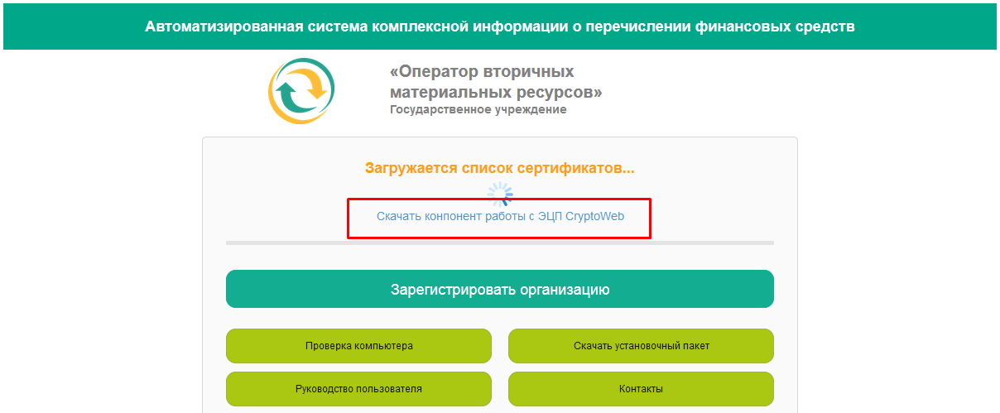 Автоматизированная система комплексной информации о перечислении финансовых средств
«Оператор вторичных
материальных ресурсов»
Государственное учреждение
Загружается список сертификатов...
Скачать конпонент работы с ЭЦП CryptoWeb
Зарегистрировать организацию
Проверка компьютера
Скачать установочный пакет
Руководство пользователя
Контакты